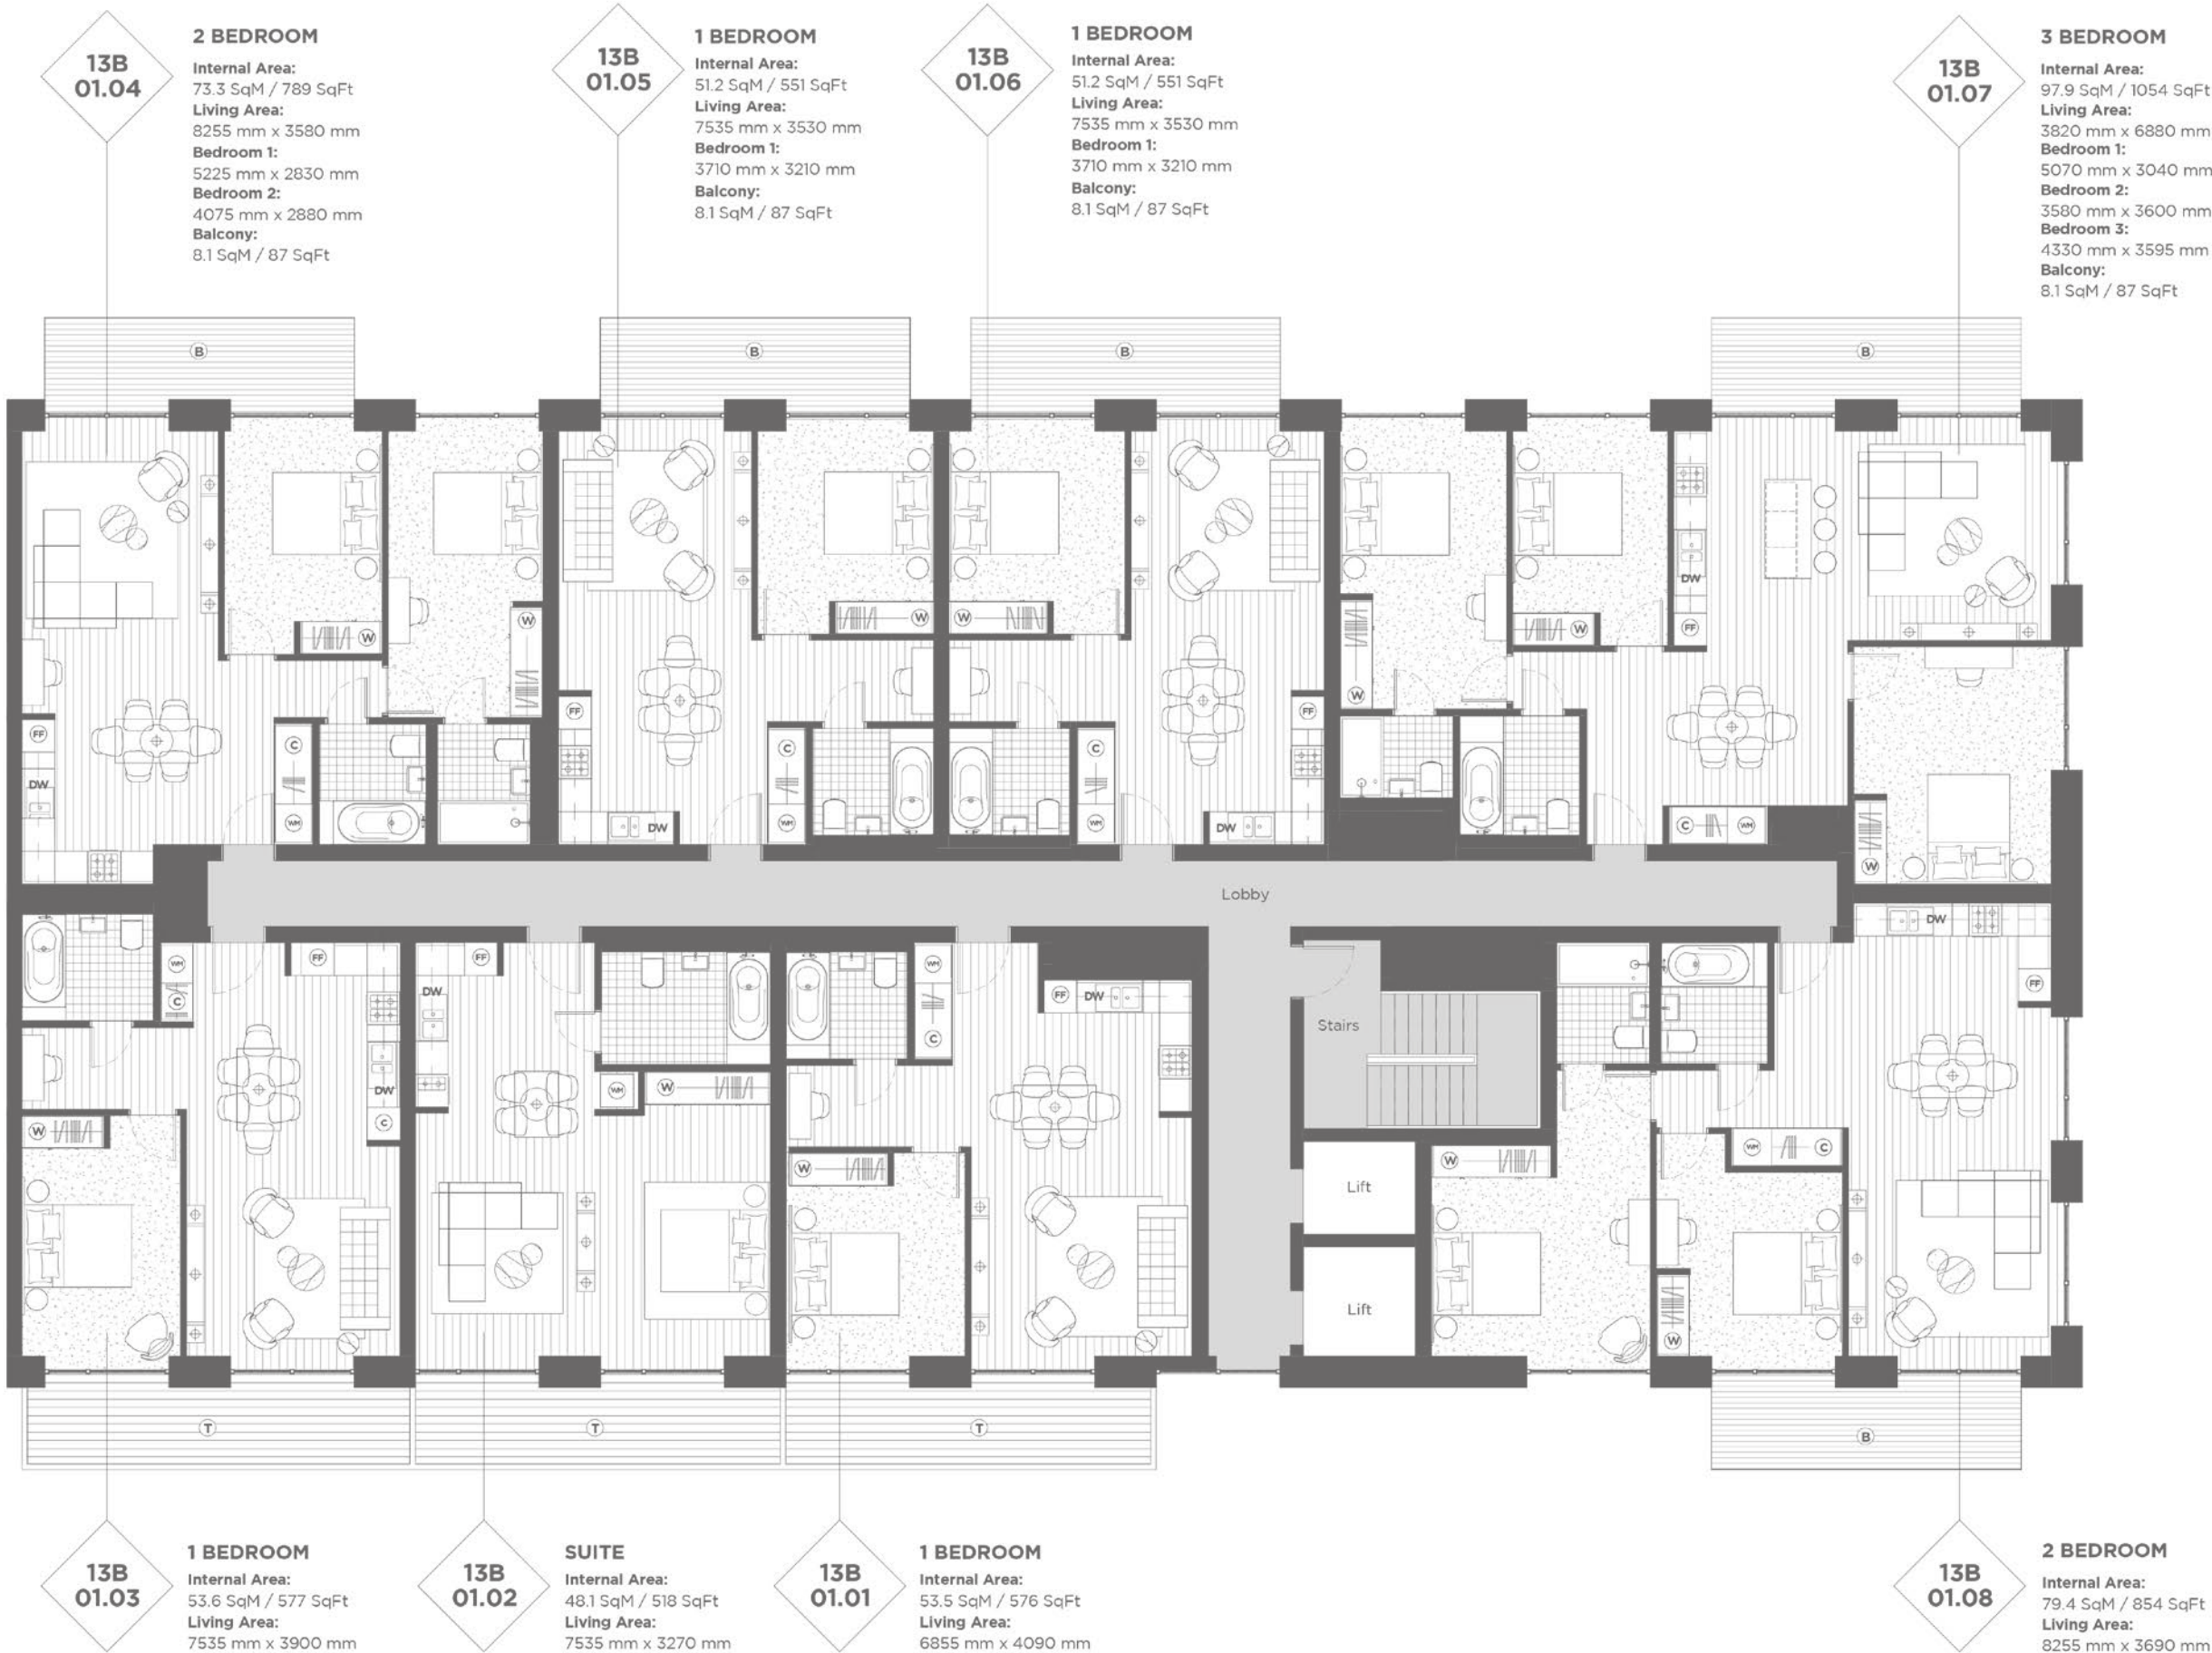 13B
01.04
2 BEDROOM
Internal Area:
73.3 SqM / 789 SqFt
Living Area:
8255 mm x 3580 mm
Bedroom 1:
5225 mm x 2830 mm
Bedroom 2:
4075 mm x 2880 mm
Balcony:
8.1 SqM / 87 SqFt
13B
01.05
1 BEDROOM
Internal Area:
51.2 SqM / 551 SqFt
Living Area:
7535 mm x 3530 mm
Bedroom 1:
3710 mm x 3210 mm
Balcony:
8.1 SqM / 87 SqFt
13B
01.06
1 BEDROOM
Internal Area:
51.2 SqM / 551 SqFt
Living Area:
7535 mm x 3530 mm
Bedroom 1:
3710 mm x 3210 mm
Balcony:
8.1 SqM / 87 SqFt
13B
01.07
3 BEDROOM
Internal Area:
97.9 SqM / 1054 SqFt
Living Area:
3820 mm x 6880 mm
Bedroom 1:
5070 mm x 3040 mm
Bedroom 2:
3580 mm x 3600 mm
Bedroom 3:
4330 mm x 3595 mm
Balcony:
8.1 SqM / 87 SqFt
B
B
B
B
W
W
W
W
W
W
W
FF
DW
C
WM
FF
DW
C
WM
C
WM
FF
DW
DW
FF
C
WM
Lobby
WM
C
FF
DW
C
W
FF
DW
WM
W
WM
C
FF
DW
W
Stairs
Lift
Lift
W
W
WM
C
DW
FF
T
T
T
B
13B
01.03
1 BEDROOM
Internal Area:
53.6 SqM / 577 SqFt
Living Area:
7535 mm x 3900 mm
13B
01.02
SUITE
Internal Area:
48.1 SqM / 518 SqFt
Living Area:
7535 mm x 3270 mm
13B
01.01
1 BEDROOM
Internal Area:
53.5 SqM / 576 SqFt
Living Area:
6855 mm x 4090 mm
13B
01.08
2 BEDROOM
Internal Area:
79.4 SqM / 854 SqFt
Living Area:
8255 mm x 3690 mm